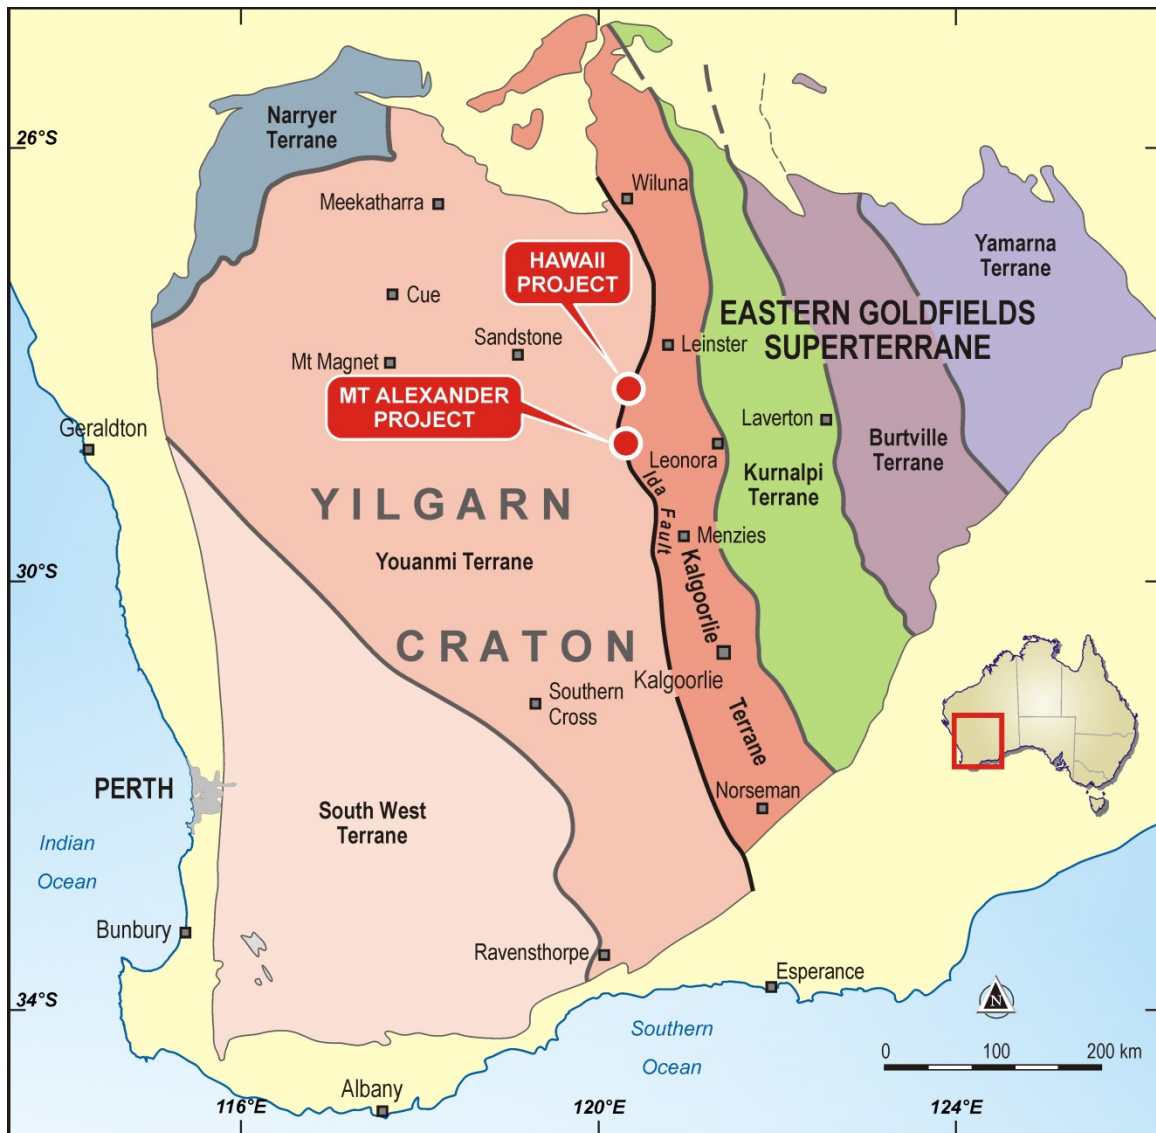 Narryer
Terrane
26°S
Wiluna
Meekatharra
HAWAII
PROJECT
Yamarna
Terrane
Cue
EASTERN GOLDFIELDS
SUPERTERRANE
Sandstone
Leinster
Mt Magnet
MT ALEXANDER
PROJECT
Laverton
Geraldton
Leonora
Burtville
Terrane
Kurnalpi
Terrane
Ida Fault
YILGARN
Menzies
Youanmi Terrane
30°S
Kalgoorlie
Terrane
CRATON
Kalgoorlie
Southern
Cross
PERTH
Norseman
South West
Terrane
Indian
Ocean
Bunbury
Ravensthorpe
Esperance
34°S
N
Southern
Ocean
0 100 200 km
Albany
116°E
120°E
124°E